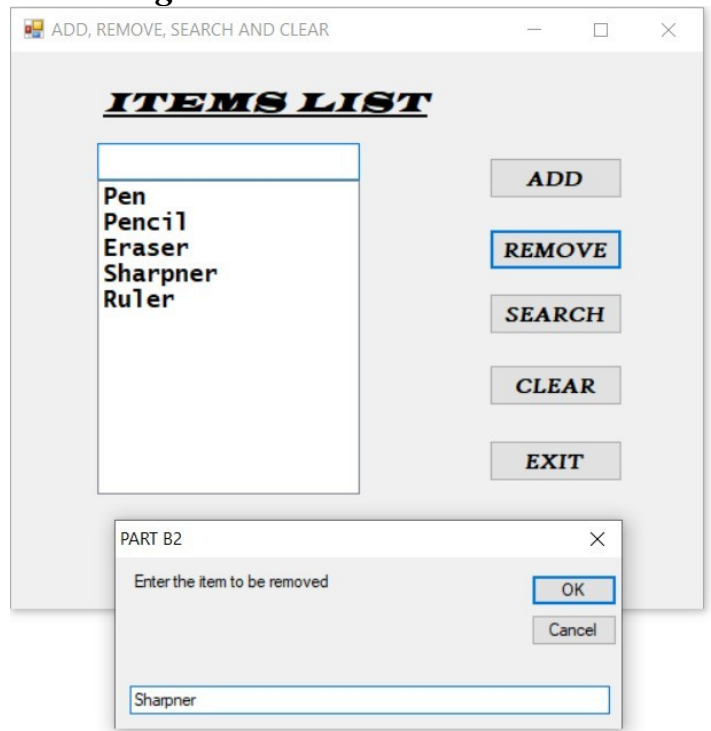 ADD, REMOVE, SEARCH AND CLEAR
ITEMS LIST
Pen
Pencil
Eraser
Sharpner
Ruler
ADD
REMOVE
SEARCH
CLEAR
EXIT
PART B2
Enter the item to be removed
OK
Cancel
Sharpner